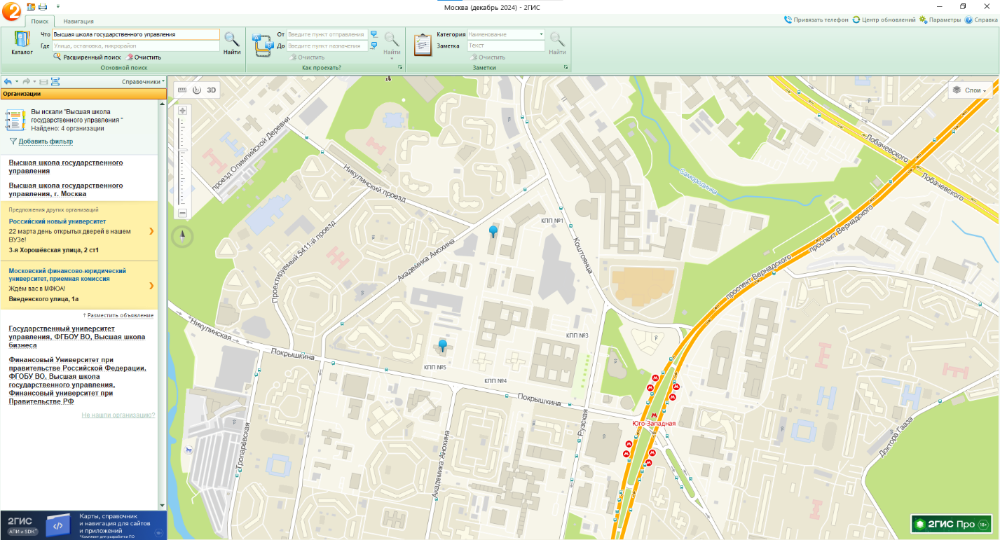 Москва (декабрь 2024) - 2ГИС
Поиск
Навигация
Привязать телефон
Центр обновлений
Параметры
Справка
Каталог
Что
Высшая школа государственного управления
Где
Улица, остановка, микрорайон
Расширенный поиск
Очистить
Найти
Основной поиск
От
Введите пункт отправления
До
Введите пункт назначения
Очистить
Найти
Как проехать?
Категория
Наименование
Заметка
Текст
Очистить
Найти
Заметки
Справочники
Организации
Вы искали "Высшая школа
государственного управления "
Найдено: 4 организации
Добавить фильтр
Высшая школа государственного
управления
Высшая школа государственного
управления, г. Москва
Предложения других организаций
Российский новый университет
22 марта день открытых дверей в нашем
ВУЗе!
3-я Хорошёвская улица, 2 ст1
Московский финансово-юридический
университет, приемная комиссия
Ждём вас в МФЮА!
Введенского улица, 1а
↑ Разместить объявление
Государственный университет
управления, ФГБОУ ВО, Высшая школа
бизнеса
Финансовый Университет при
правительстве Российской Федерации,
ФГОБУ ВО, Высшая школа
государственного управления,
Финансовый университет при
Правительстве РФ
Не нашли организацию?
2ГИС
АПИ и SDK*
Карты, справочник
и навигация для сайтов
и приложений
*Комплект для разработки ПО
3D
Слои
проезд Олимпийской Деревни
Никулинский проезд
Самородинка
Лобачевского
Лобачевского
КПП №1
Коштоянца
проспект Вернадского
проспект Вернадского
Проектируемый 5411-й проезд
Академика Анохина
Никулинская
Покрышкина
КПП №3
КПП №5
КПП №4
Покрышкина
Юго-Западная
Рузская
Тропарёвская
Академика Анохина
Доктора Гааза
2ГИС Про
18+